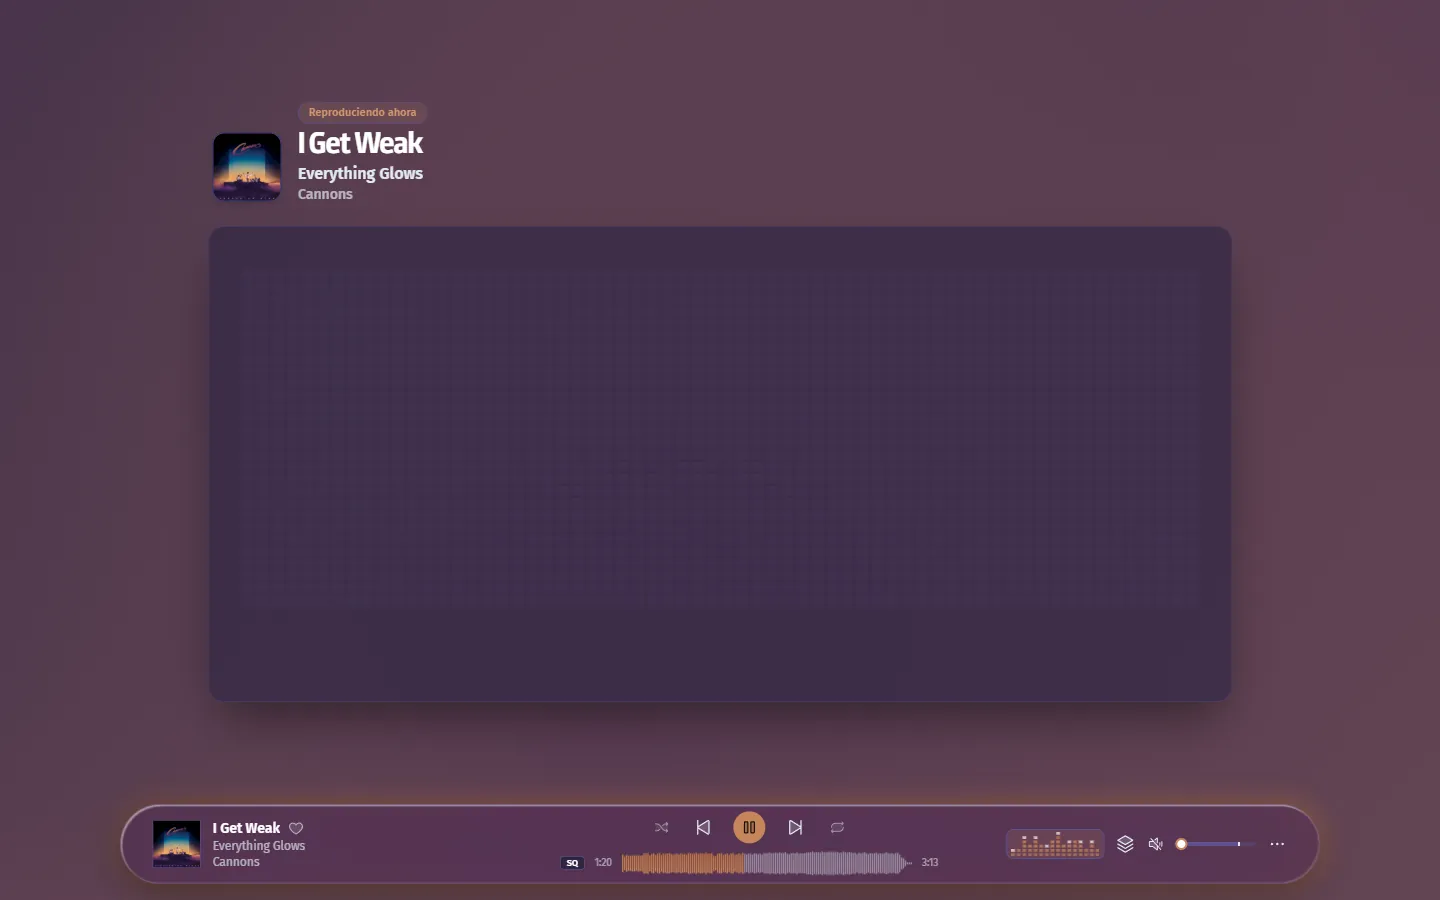 Reproduciendo ahora
I Get Weak
Everything Glows
Cannons
I Get Weak
Everything Glows
Cannons
SQ 1:20 3:13